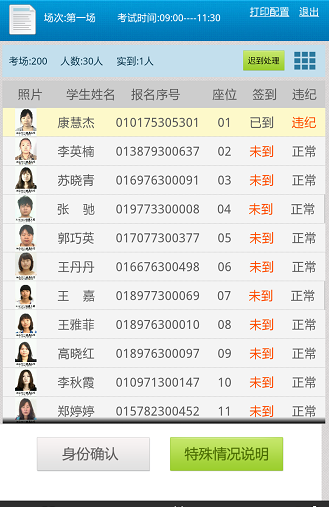 场次:第一场 考试时间:09:00----11:30 打印配置 退出
考场:200 人数:30人 实到:1人 迟到处理
照片 学生姓名 报名序号 座位 签到 违纪
康慧杰 010175305301 01 已到 违纪
李英楠 013879300637 02 未到 正常
苏晓青 016976300091 03 未到 正常
张 驰 019773300008 04 未到 正常
郭巧英 017077300377 05 未到 正常
王丹丹 016676300498 06 未到 正常
王 嘉 018977300069 07 未到 正常
王雅菲 018976300010 08 未到 正常
高晓红 018976300097 09 未到 正常
李秋霞 010971300147 10 未到 正常
郑婷婷 015782300452 11 未到 正常
身份确认 特殊情况说明